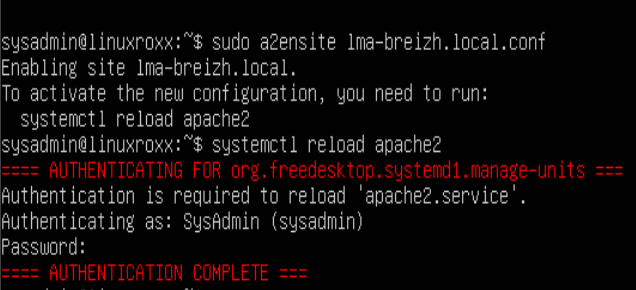 sysadmin@linuxroxx:~$ sudo a2ensite lma-breizh.local.conf
Enabling site lma-breizh.local.
To activate the new configuration, you need to run:
  systemctl reload apache2
sysadmin@linuxroxx:~$ systemctl reload apache2
==== AUTHENTICATING FOR org.freedesktop.systemd1.manage-units ===
Authentication is required to reload 'apache2.service'.
Authenticating as: SysAdmin (sysadmin)
Password:
==== AUTHENTICATION COMPLETE ===